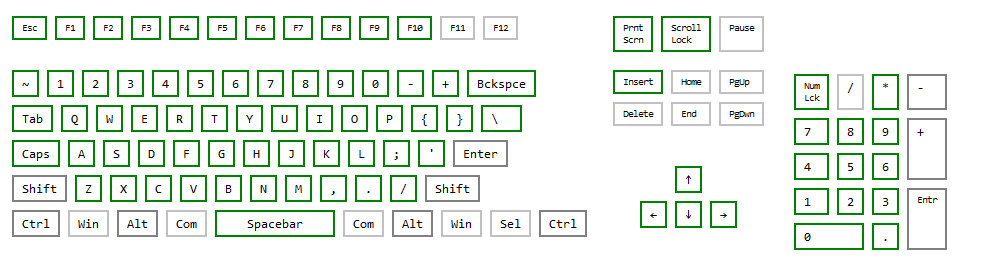 Esc F1 F2 F3 F4 F5 F6 F7 F8 F9 F10 F11 F12
~ 1 2 3 4 5 6 7 8 9 0 - + Bckspce
Tab Q W E R T Y U I O P { } \
Caps A S D F G H J K L ; ' Enter
Shift Z X C V B N M , . / Shift
Ctrl Win Alt Com Spacebar Com Alt Win Sel Ctrl
Prnt Scroll Pause
Scrn Lock
Insert Home PgUp
Delete End PgDwn
↑
← ↓ →
Num / * -
Lck
7 8 9 +
4 5 6
1 2 3 Entr
0 .